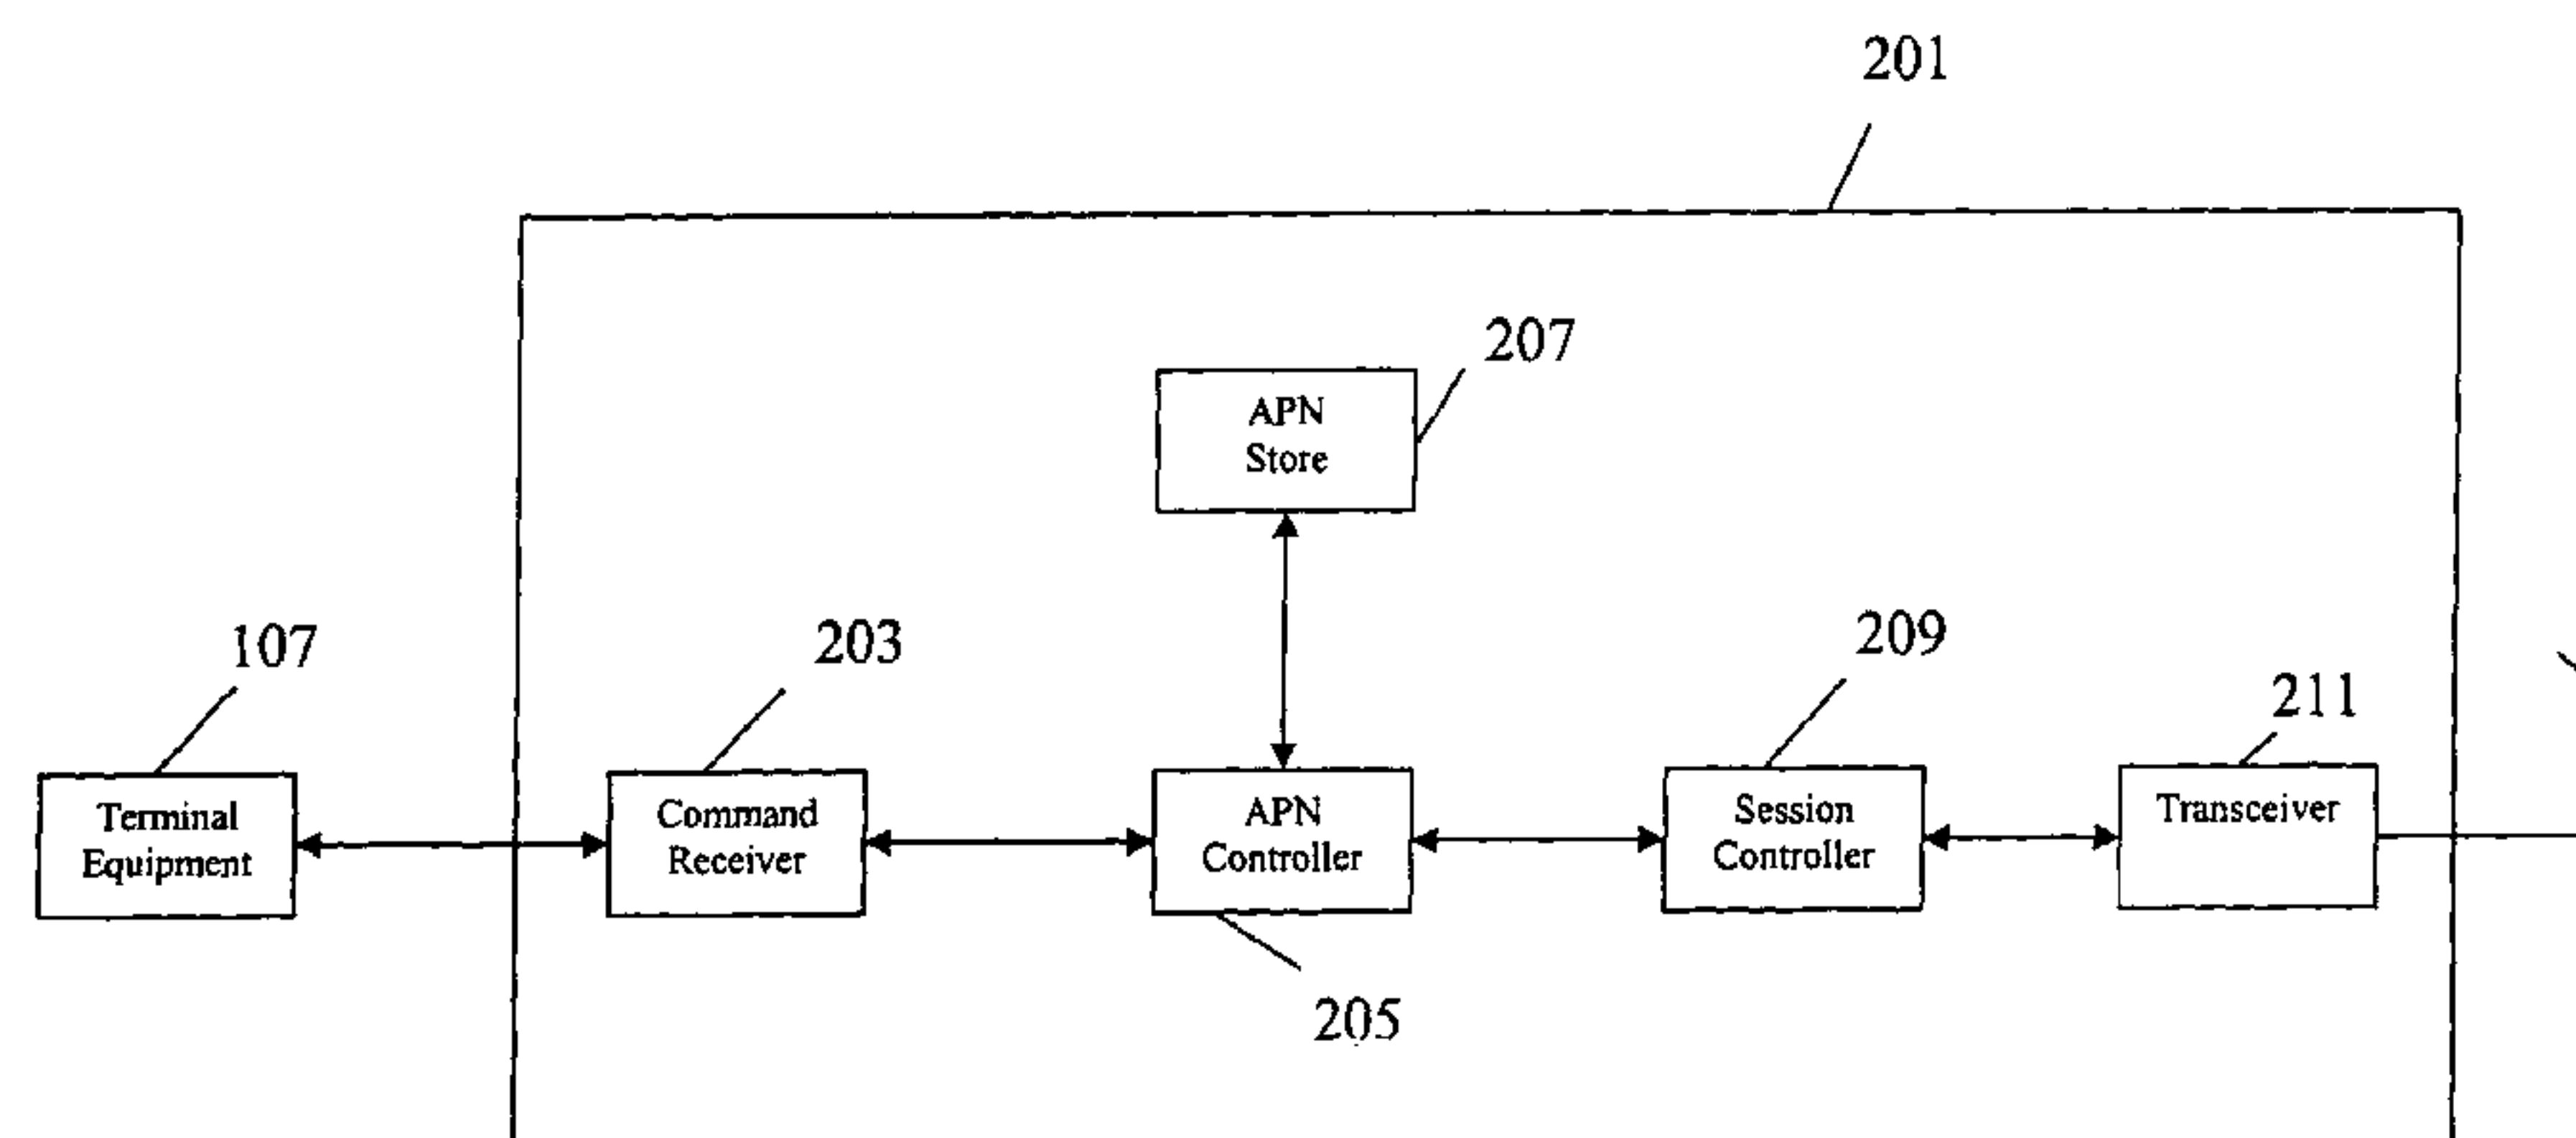 201
207
APN
Store
107
203
209
211
Terminal
Equipment
Command
Receiver
APN
Controller
Session
Controller
Transceiver
205